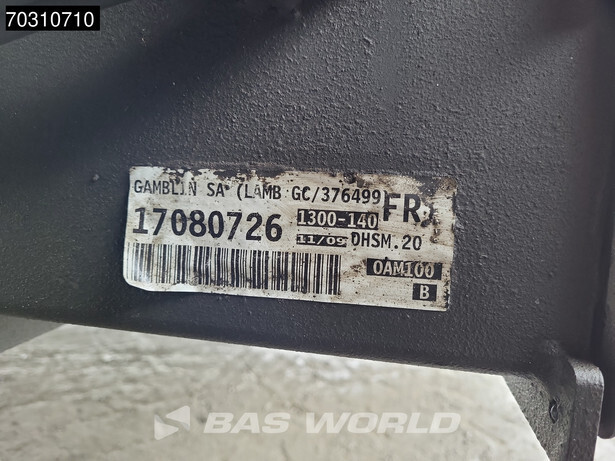 70310710
GAMBLIN SA (LAMB GC/376499
17080726 1300-140 FR
11/09 DHSM.20
OAM100
B
BAS WORLD